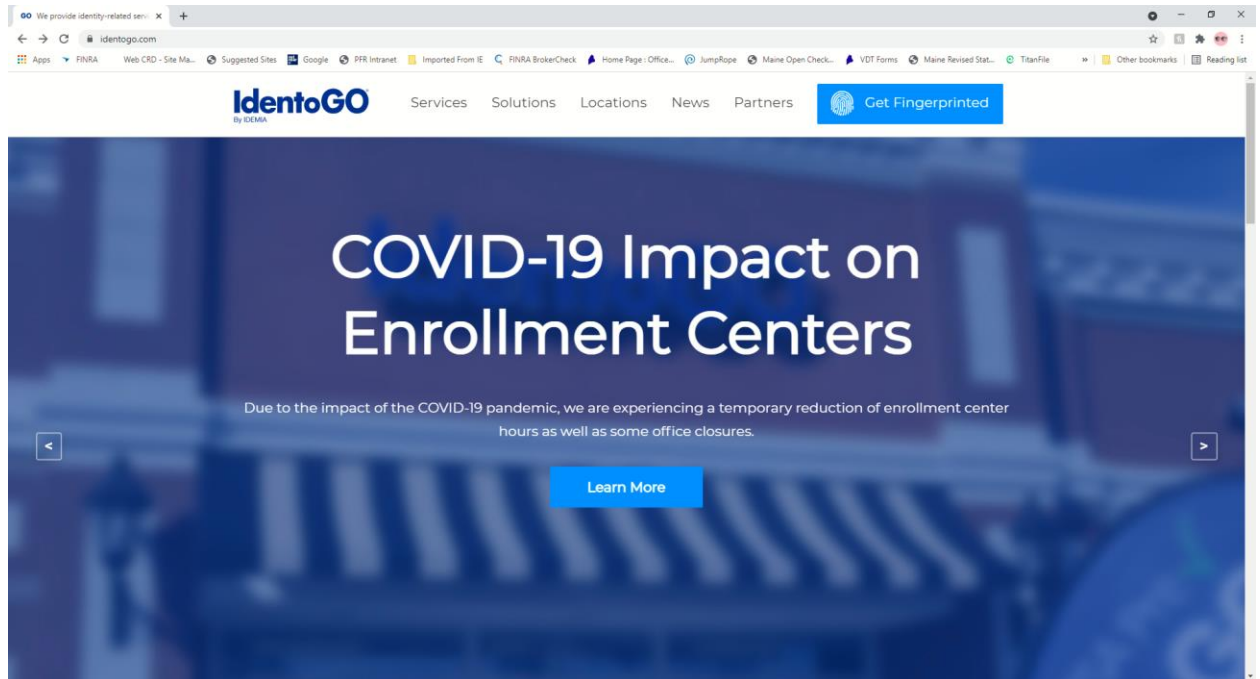 GO We provide identity-related serv × +
identogo.com
Apps FINRA Web CRD - Site Ma... Suggested Sites Google PFR Intranet Imported From IE FINRA BrokerCheck Home Page : Office... JumpRope Maine Open Check... VDT Forms Maine Revised Stat... TitanFile » Other bookmarks Reading list
IdentoGO Services Solutions Locations News Partners Get Fingerprinted
By IDEMIA
COVID-19 Impact on
Enrollment Centers
Due to the impact of the COVID-19 pandemic, we are experiencing a temporary reduction of enrollment center
hours as well as some office closures.
< >
Learn More